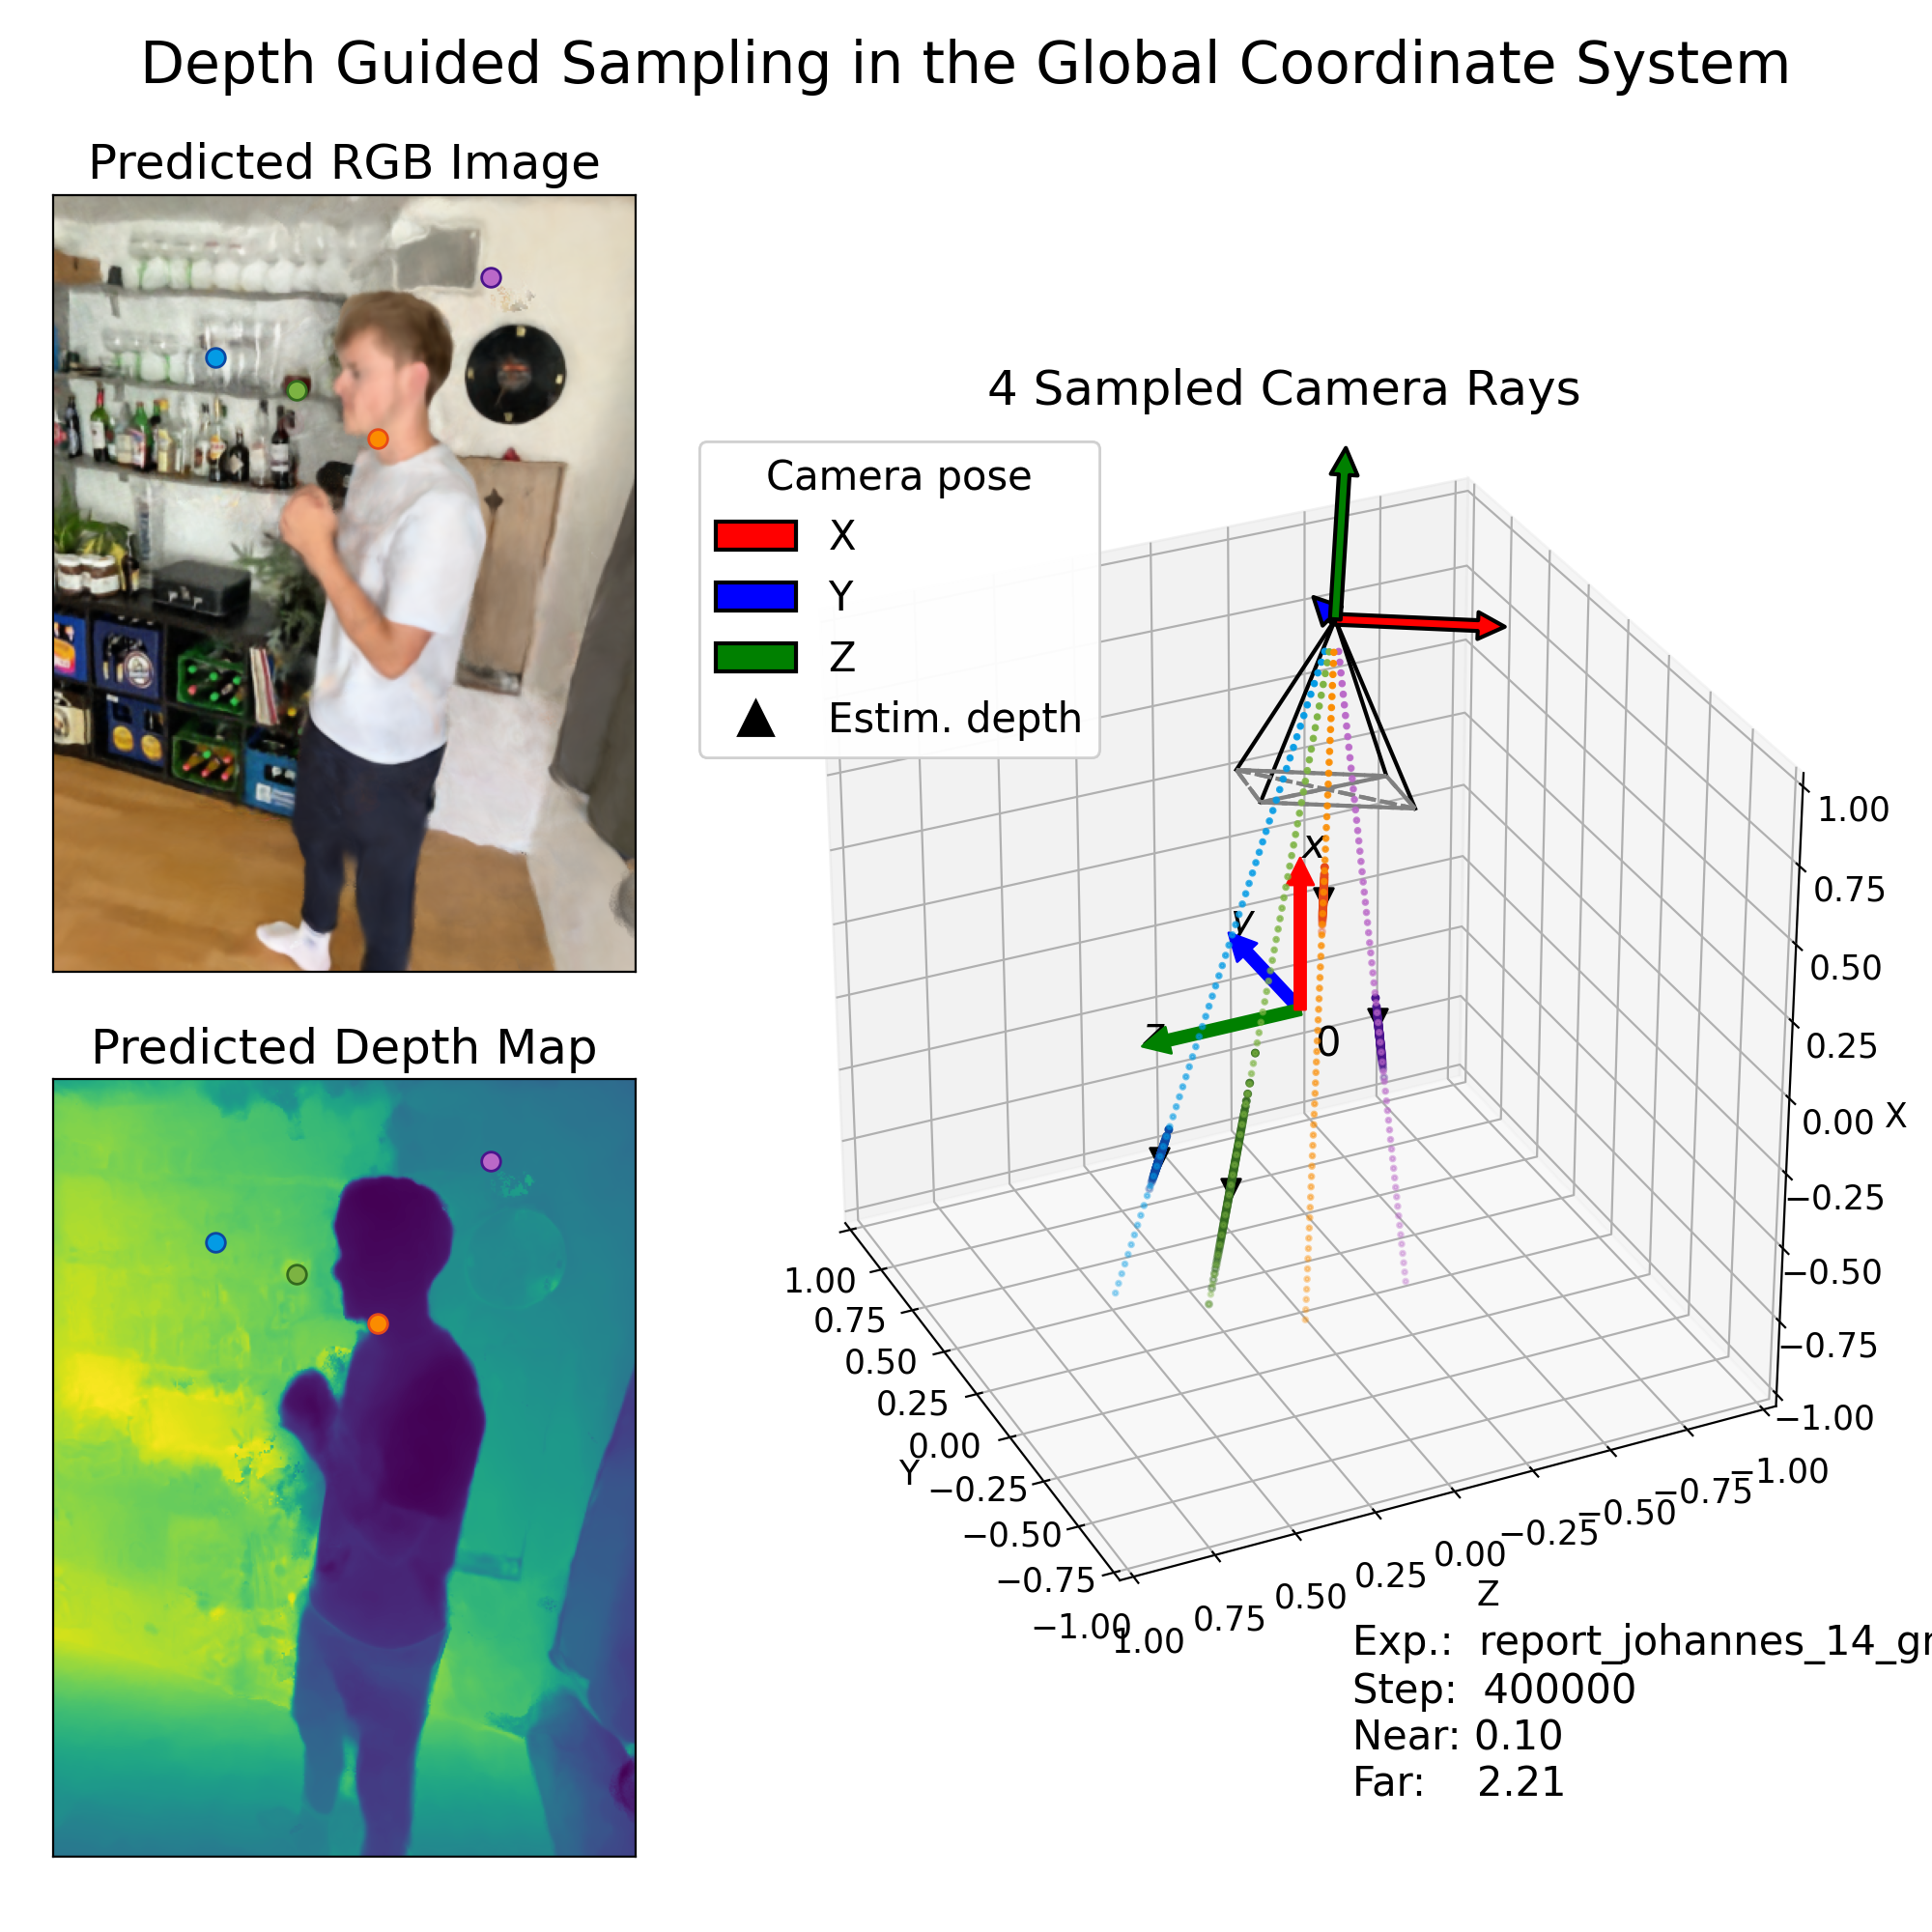 Depth Guided Sampling in the Global Coordinate System
Predicted RGB Image
4 Sampled Camera Rays
Camera pose
X
Y
Z
Estim. depth
x
y
z
0
Predicted Depth Map
1.00
0.75
0.50
0.25
0.00
−0.25
−0.50
−0.75
−1.00
X
1.00
0.75
0.50
0.25
0.00
−0.25
−0.50
−0.75
−1.00
Y
1.00
0.75
0.50
0.25
0.00
−0.25
−0.50
−0.75
−1.00
Z
Exp.: report_johannes_14_gr
Step: 400000
Near: 0.10
Far: 2.21